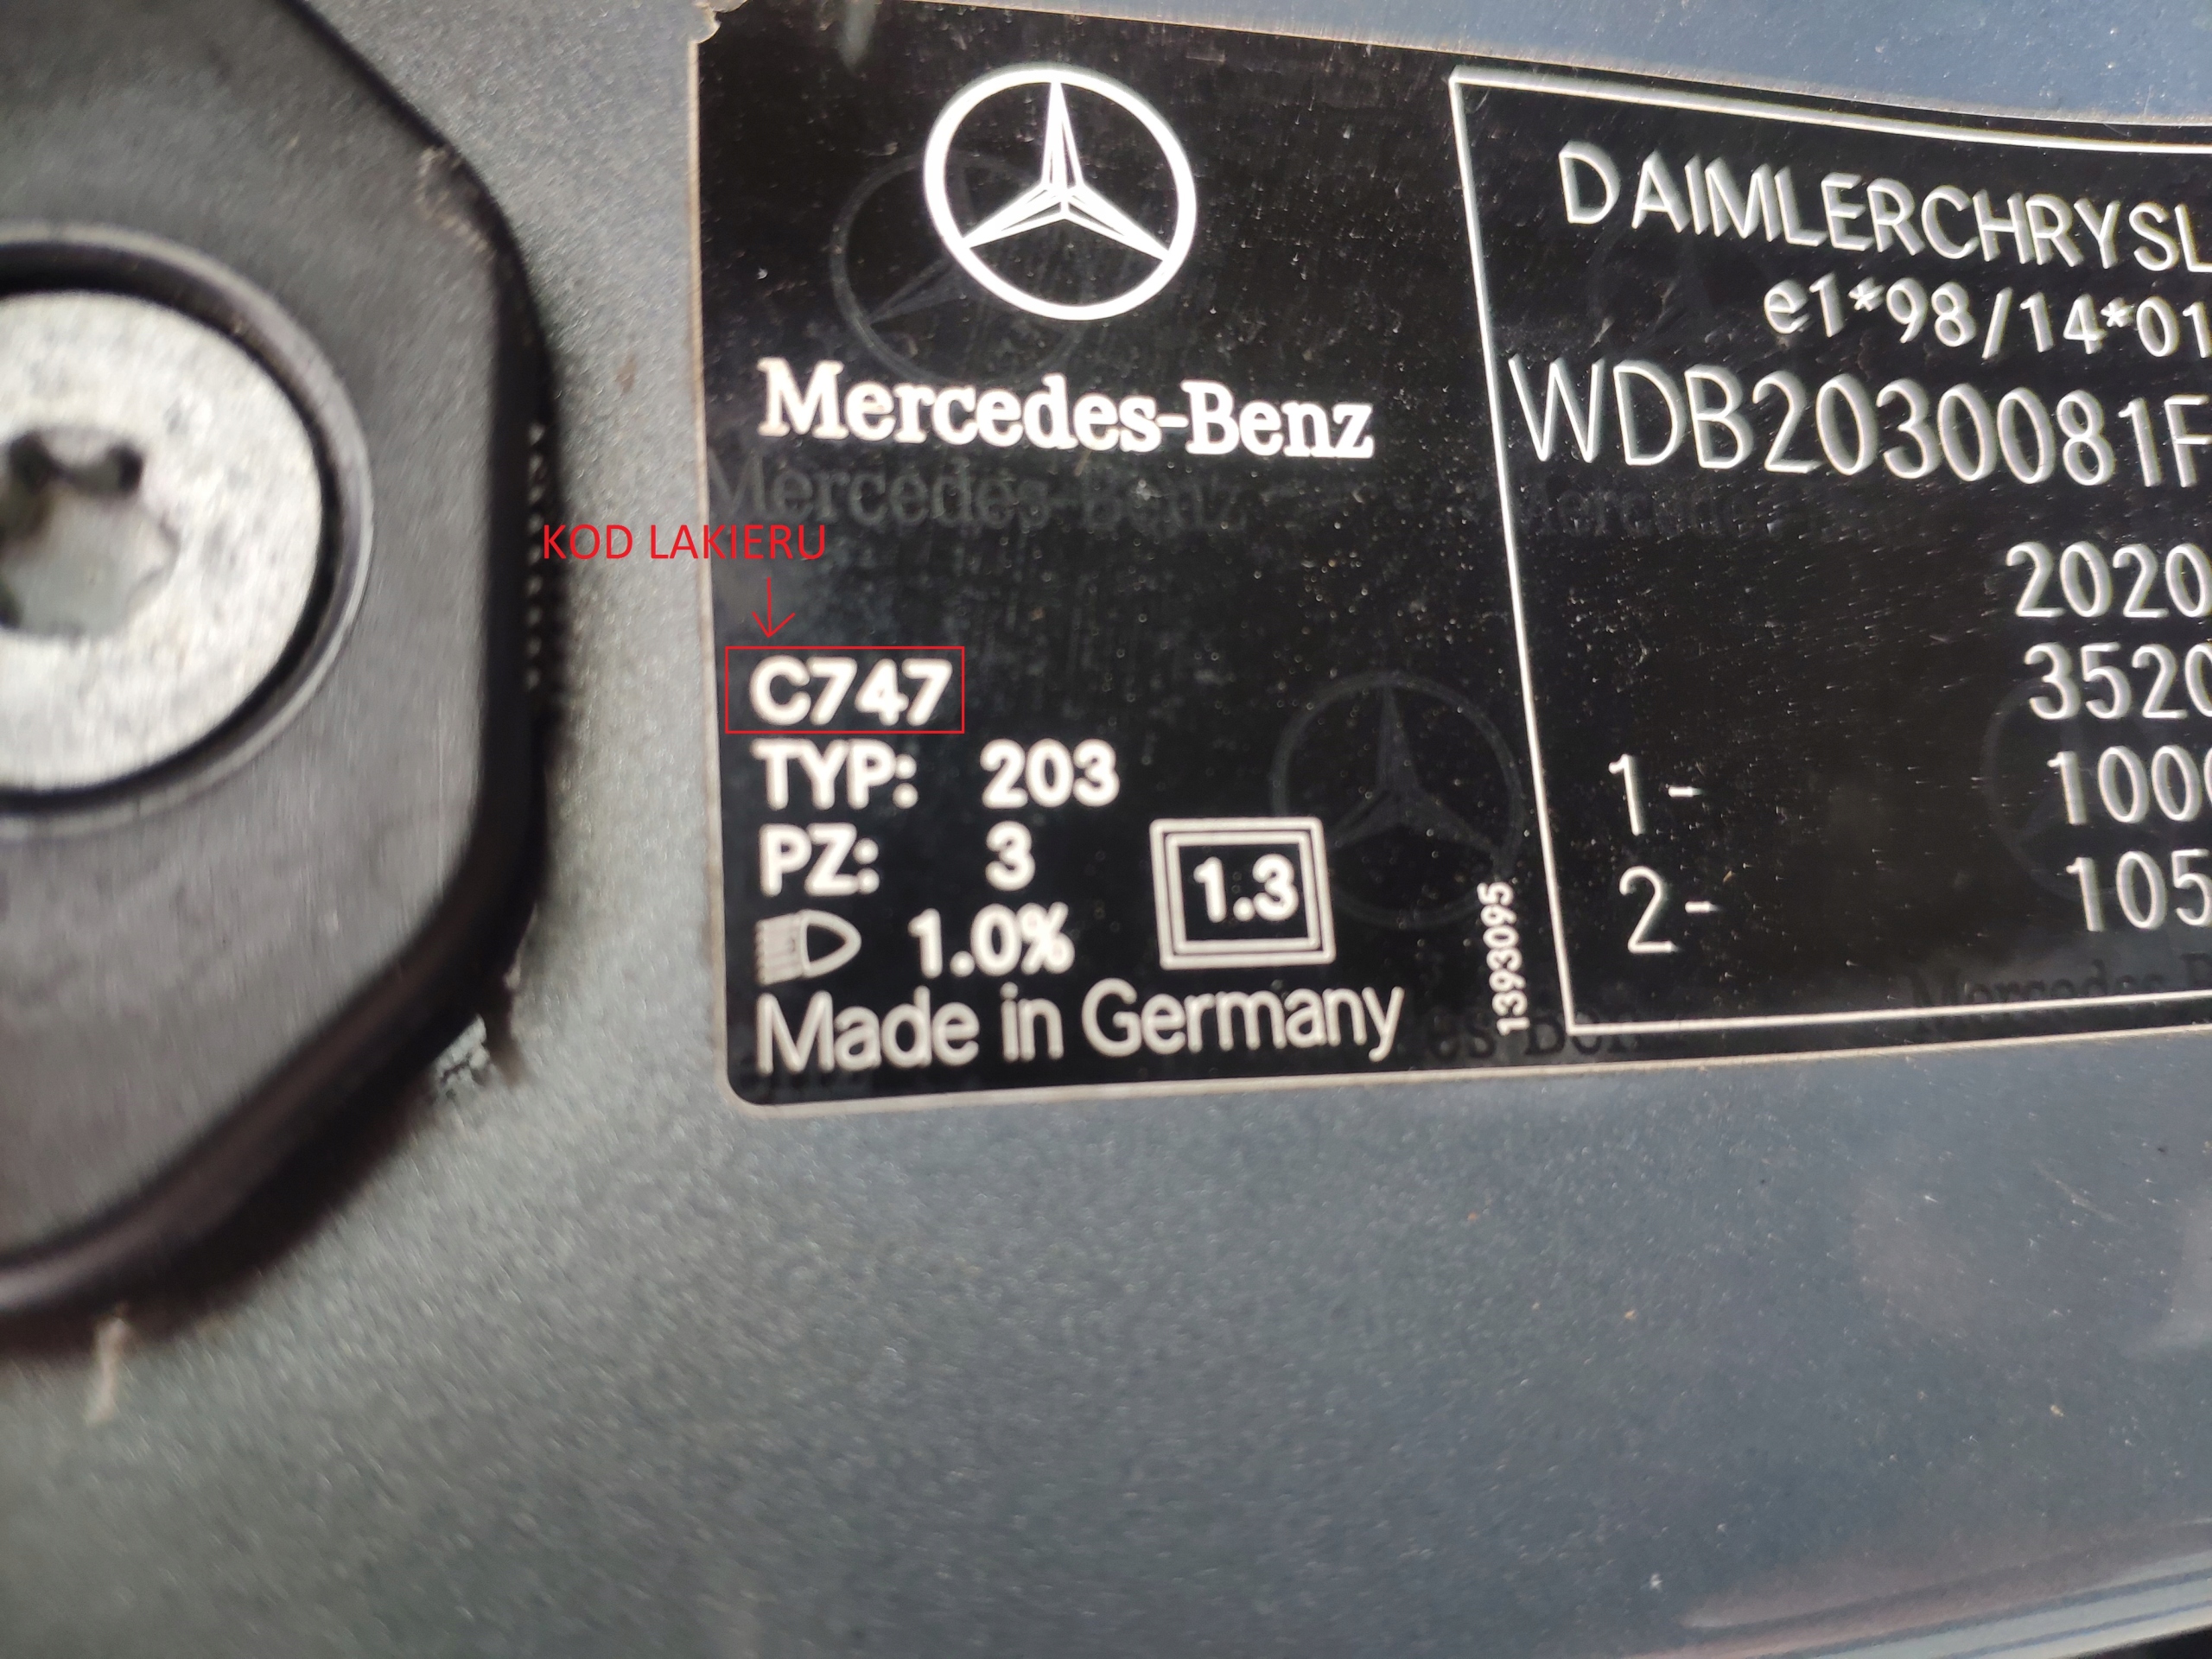 Mercedes-Benz
KOD LAKIERU
C747
TYP: 203
PZ: 3
1.0%
1.3
Made in Germany
13930095
DAIMLERCHRYSL
e1*98/14*01
WDB2030081F
2020
3520
1- 100
2- 105